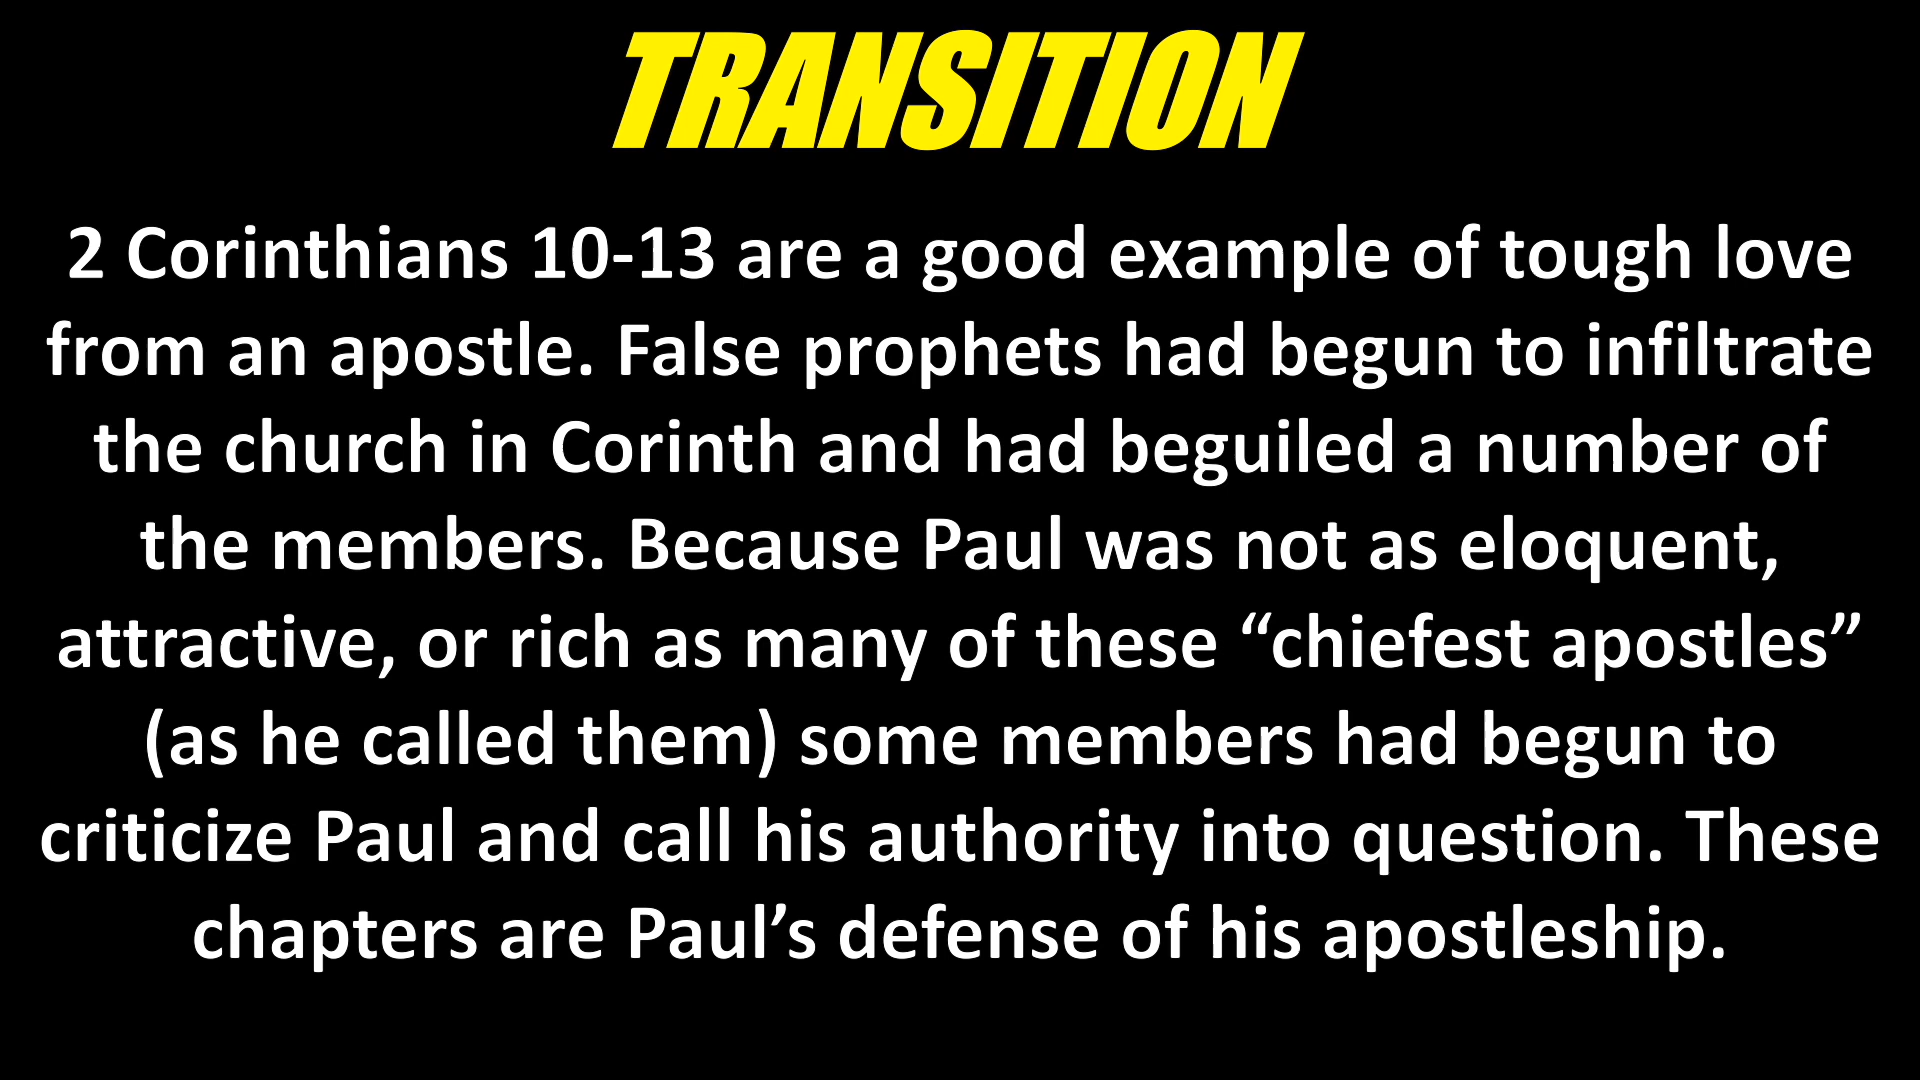 TRANSITION
2 Corinthians 10-13 are a good example of tough love
from an apostle. False prophets had begun to infiltrate
the church in Corinth and had beguiled a number of
the members. Because Paul was not as eloquent,
attractive, or rich as many of these “chiefest apostles”
(as he called them) some members had begun to
criticize Paul and call his authority into question. These
chapters are Paul’s defense of his apostleship.